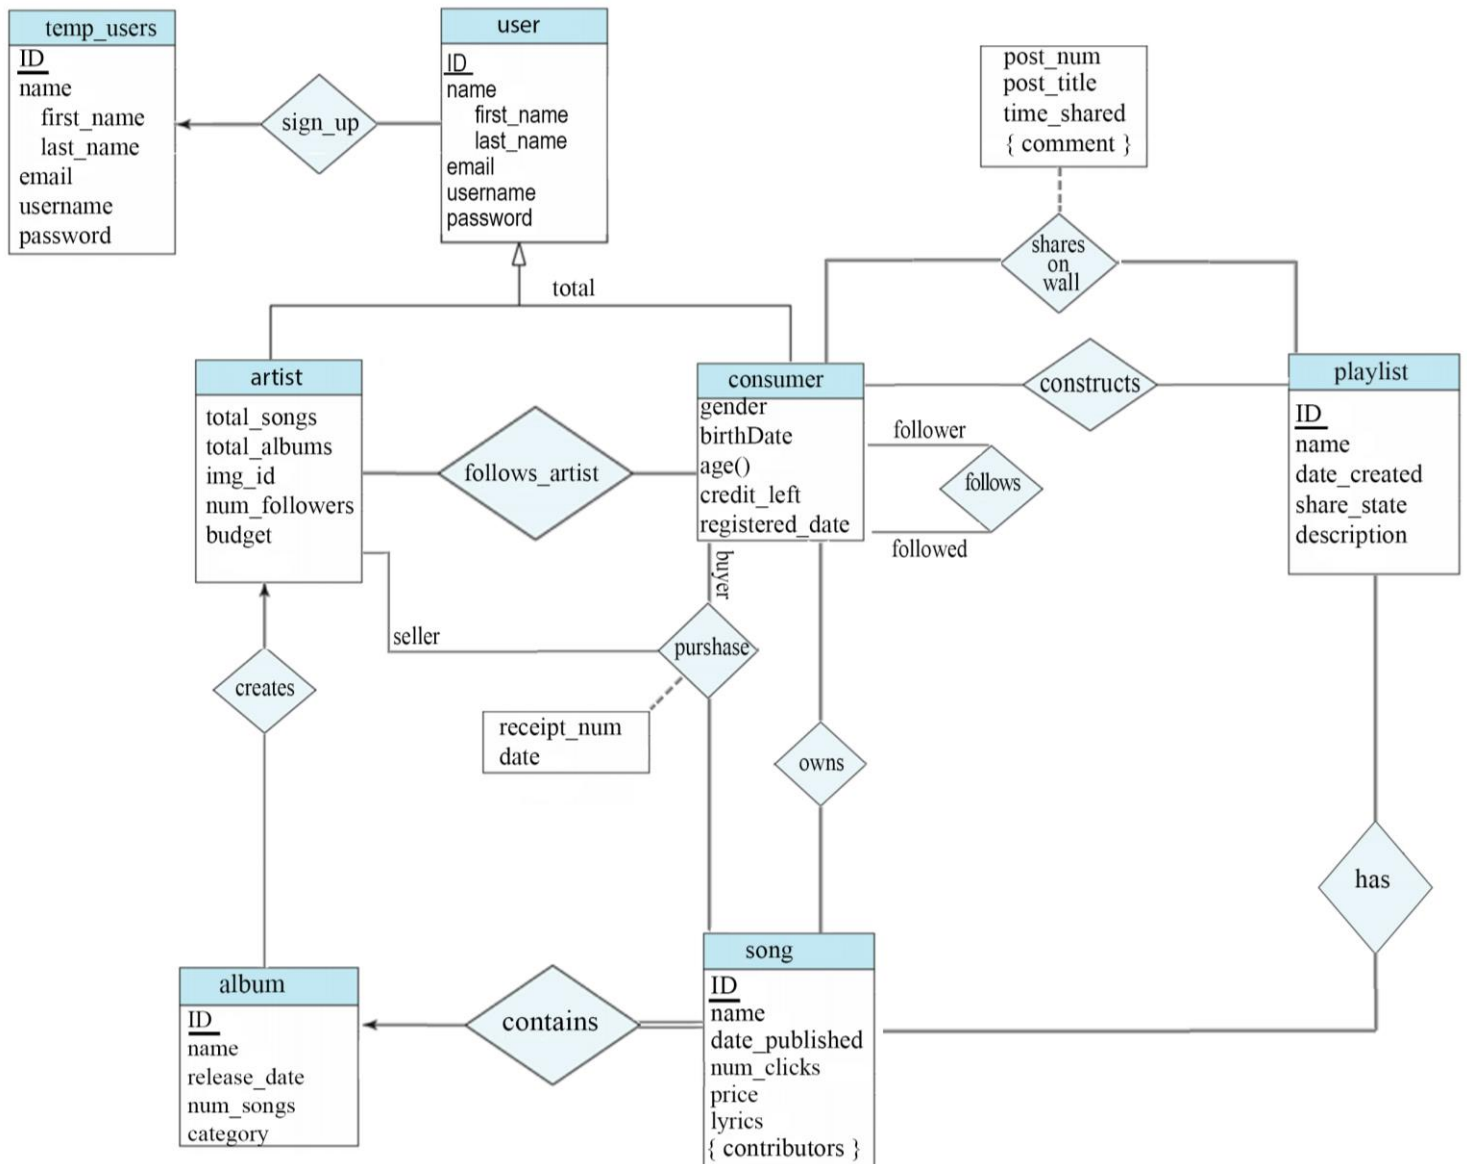 temp_users
ID
name
first_name
last_name
email
username
password
sign_up
user
ID
name
first_name
last_name
email
username
password
total
post_num
post_title
time_shared
{ comment }
shares
on
wall
artist
total_songs
total_albums
img_id
num_followers
budget
follows_artist
consumer
gender
birthDate
age()
credit_left
registered_date
constructs
follower
follows
followed
playlist
ID
name
date_created
share_state
description
buyer
seller
purshase
receipt_num
date
creates
owns
has
album
ID
name
release_date
num_songs
category
contains
song
ID
name
date_published
num_clicks
price
lyrics
{ contributors }